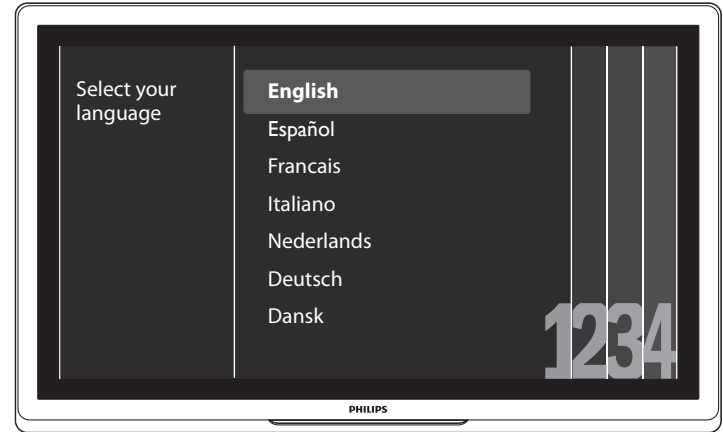 Select your
language
English
Español
Francais
Italiano
Nederlands
Deutsch
Dansk
1234
PHILIPS